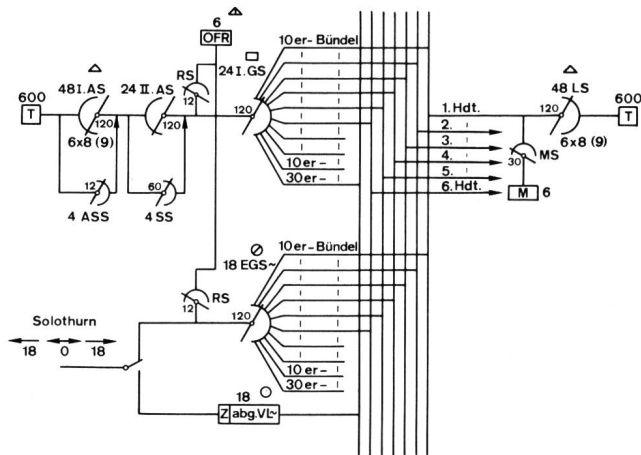 6
OFR
10er-Bündel
48 I.AS
24 II.AS
RS
24 I.GS
48 LS
600
T
120
120
12
120
1. Hdt.
120
600
T
6x8 (9)
2.
6x8 (9)
3.
MS
4.
30
12
60
10er-
5.
M
6
4 ASS
4 SS
30er-
6. Hdt.
10er-Bündel
18 EGS~
RS
12
120
Solothurn
18
0
18
10er-
30er-
18
Z
abg.VL~